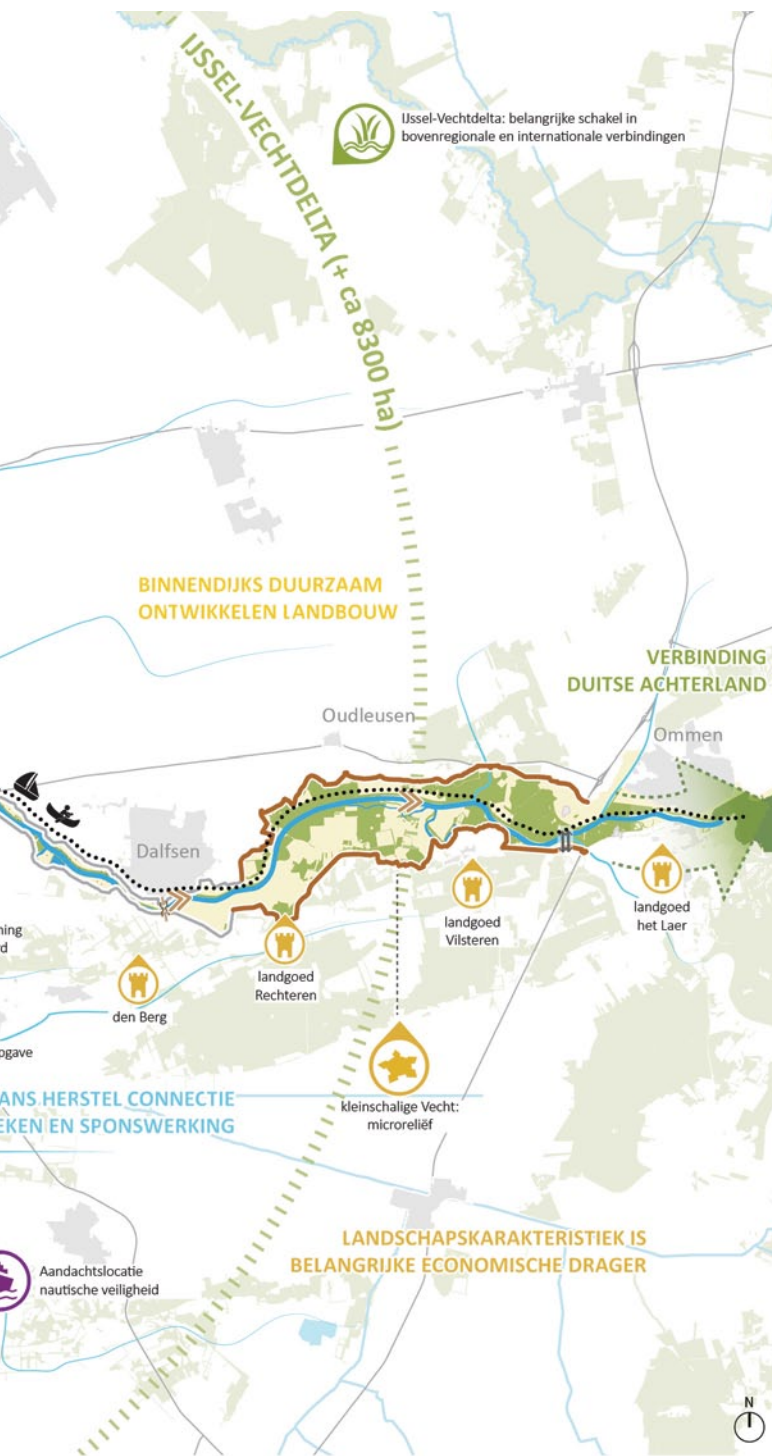 IJSSEL-VECHTDELTA (+ ca 8300 ha)
IJssel-Vechtdelta: belangrijke schakel in
bovenregionale en internationale verbindingen
BINNENDIJKS DUURZAAM
ONTWIKKELEN LANDBOUW
VERBINDING
DUITSE ACHTERLAND
Oudleusen
Ommen
Dalfsen
landgoed
Vilsteren
landgoed
het Laer
ning
d
landgoed
Rechteren
den Berg
pgave
ANS HERSTEL CONNECTIE
EKEN EN SPONSWERKING
kleinschalige Vecht:
microreliëf
LANDSCHAPSKARAKTERISTIEK IS
BELANGRIJKE ECONOMISCHE DRAGER
Aandachtslocatie
nautische veiligheid
N